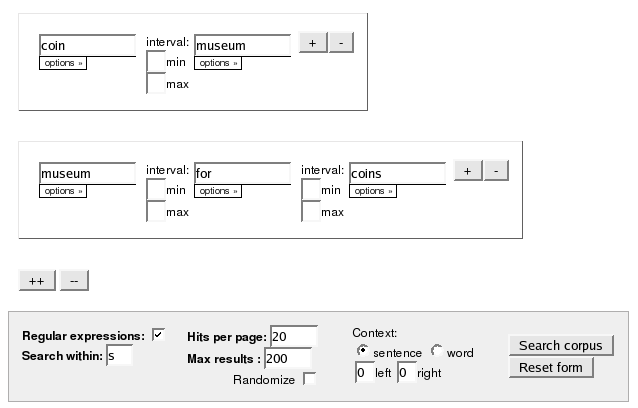 coin interval: museum + -
options » min options »
max
museum interval: for interval: coins + -
options » min options » min options »
max max
++ --
Regular expressions: Hits per page: 20 Context:
Search within: s Max results : 200 sentence word Search corpus
Randomize 0 left 0 right Reset form